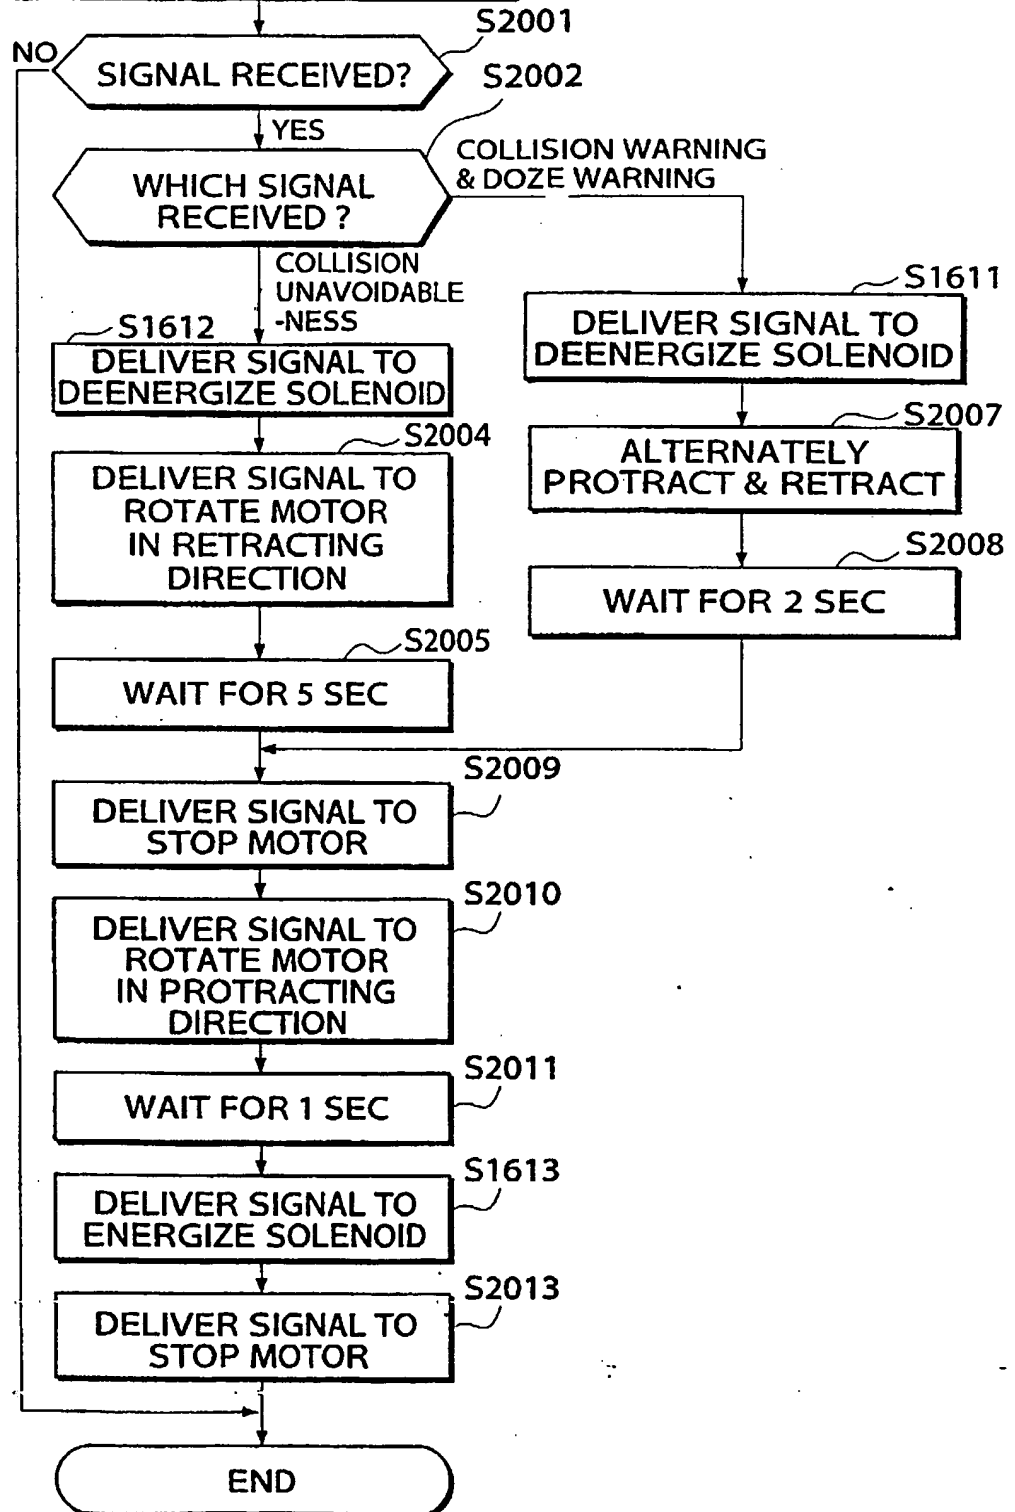 S2001
NO
SIGNAL RECEIVED?
S2002
YES
COLLISION WARNING
& DOZE WARNING
WHICH SIGNAL
RECEIVED ?
COLLISION
UNAVOIDABLE
-NESS
S1611
DELIVER SIGNAL TO
DEENERGIZE SOLENOID
S1612
DELIVER SIGNAL TO
DEENERGIZE SOLENOID
S2007
ALTERNATELY
PROTRACT & RETRACT
S2004
DELIVER SIGNAL TO
ROTATE MOTOR
IN RETRACTING
DIRECTION
S2008
WAIT FOR 2 SEC
S2005
WAIT FOR 5 SEC
S2009
DELIVER SIGNAL TO
STOP MOTOR
S2010
DELIVER SIGNAL TO
ROTATE MOTOR
IN PROTRACTING
DIRECTION
S2011
WAIT FOR 1 SEC
S1613
DELIVER SIGNAL TO
ENERGIZE SOLENOID
S2013
DELIVER SIGNAL TO
STOP MOTOR
END